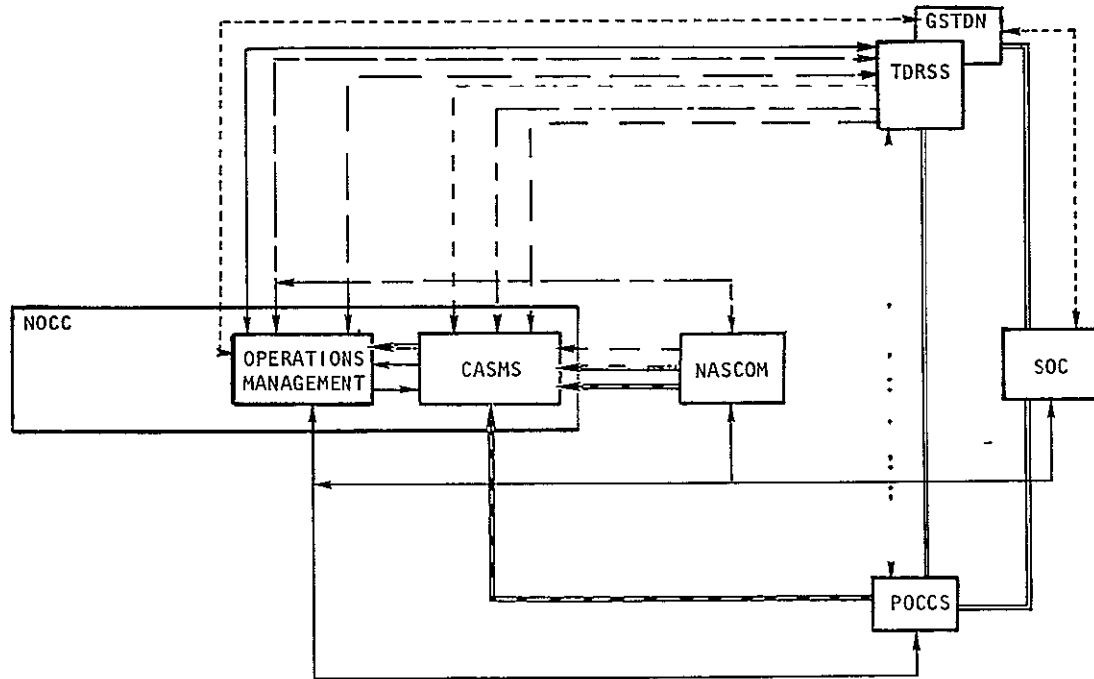 GSTDN
TDRSS
NOCC
OPERATIONS
MANAGEMENT
CASMS
NASCOM
SOC
POCCS